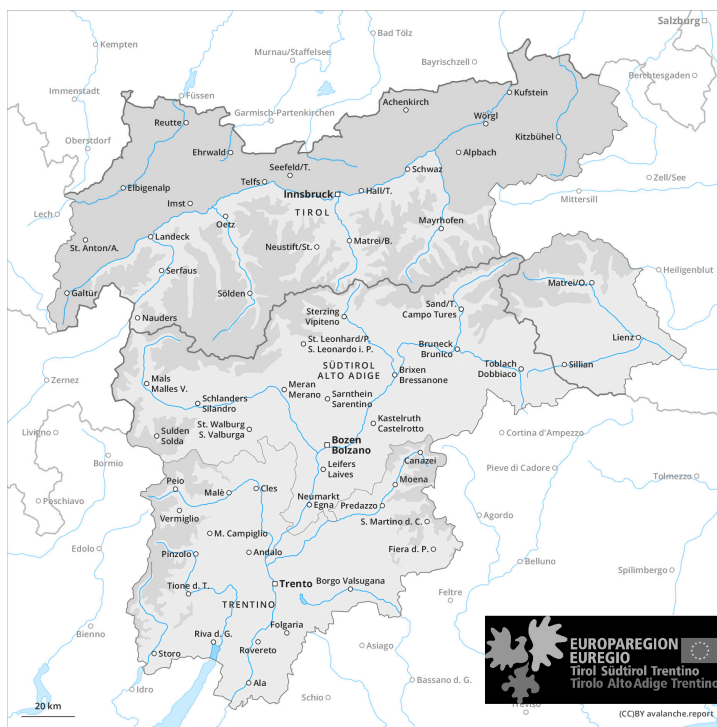 Salzburg
Kempten
Bad Tölz
Murnau/Staffelsee
Bayrischzell
Berchtesgaden
Immenstadt
Füssen
Kufstein
Garmisch-Partenkirchen
Achenkirch
Reutte
Wörgl
Oberstdorf
Kitzbühel
Ehrwald
Alpbach
Seefeld/T.
Schwaz
Telfs
Zell/See
Elbigenalp
Innsbruck
Hall/T.
Mittersill
Imst
TIROL
Lech
Oetz
Mayrhofen
Landeck
Neustift/St.
Matrei/B.
St. Anton/A.
Serfaus
Heiligenblut
Matrei/O.
Galtür
Sölden
Sand/T.
Campo Tures
Nauders
Sterzing
Vipiteno
Lienz
St. Leonhard/P.
S. Leonardo i. P.
Bruneck
Brunico
Toblach
Dobbiaco
Sillian
SÜDTIROL
ALTO ADIGE
Brixen
Bressanone
Zernez
Mals
Malles V.
Meran
Merano
Schlanders
Silandro
Sarnthein
Sarentino
Kastelruth
Castelrotto
St. Walburg
S. Valburga
Livigno
Sulden
Solda
Bozen
Bolzano
Cortina d'Ampezzo
Bormio
Canazei
Leifers
Laives
Pieve di Cadore
Tolmezzo
Peio
Malè
Cles
Moena
Poschiavo
Neumarkt
Egna
Predazzo
Vermiglio
S. Martino d. C.
Agordo
M. Campiglio
Edolo
Pinzolo
Andalo
Fiera d. P.
Belluno
Spilimbergo
Tione d. T.
Trento
Borgo Valsugana
Feltre
TRENTINO
Bienno
Folgaria
Riva d. G.
Rovereto
Asiago
Storo
Ala
Idro
Schio
Bassano d. G.
Treviso
EUROPAREGION
EUREGIO
Tirol Südtirol Trentino
Tirolo Alto Adige Trentino
20 km
(CC)BY avalanche.report